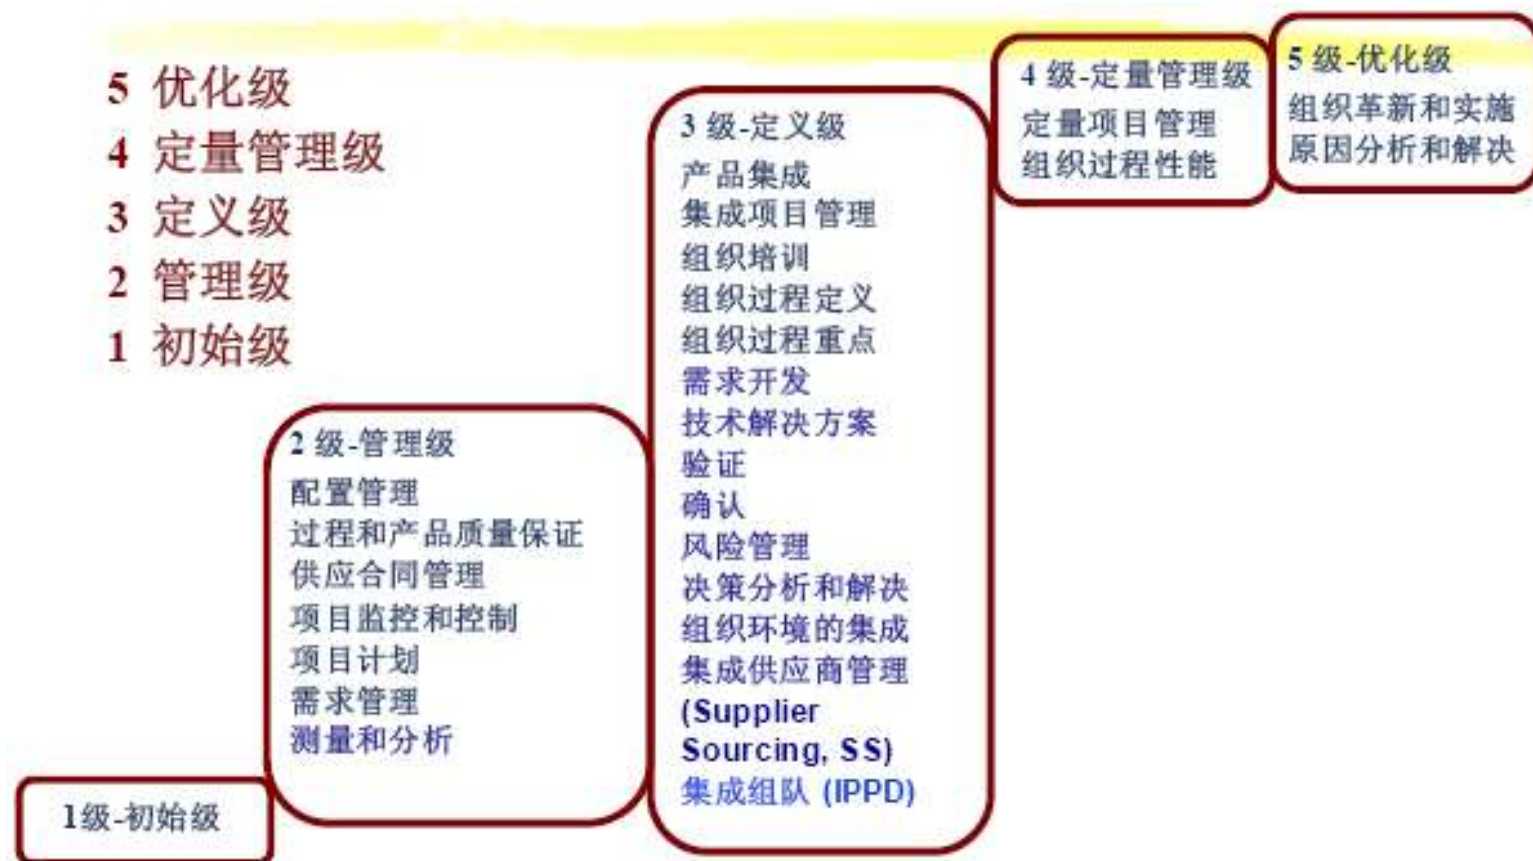 5 优化级
4 定量管理级
3 定义级
2 管理级
1 初始级
1级-初始级
2 级-管理级
配置管理
过程和产品质量保证
供应合同管理
项目监控和控制
项目计划
需求管理
测量和分析
3 级-定义级
产品集成
集成项目管理
组织培训
组织过程定义
组织过程重点
需求开发
技术解决方案
验证
确认
风险管理
决策分析和解决
组织环境的集成
集成供应商管理
(Supplier
Sourcing, SS)
集成组队 (IPPD)
4 级-定量管理级
定量项目管理
组织过程性能
5 级-优化级
组织革新和实施
原因分析和解决